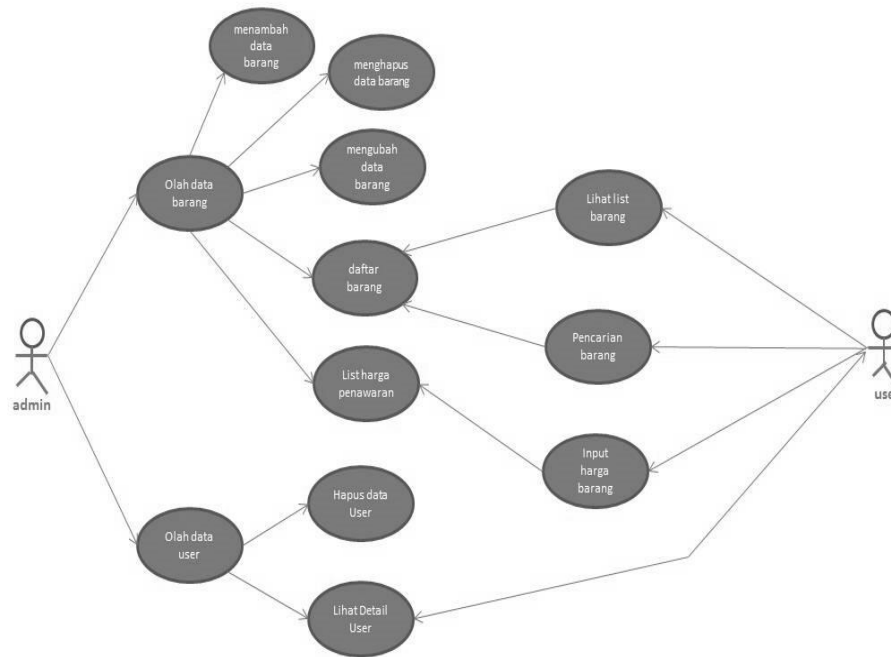 menambah
data
barang
menghapus
data barang
mengubah
data
barang
Olah data
barang
Lihat list
barang
daftar
barang
Pencarian
barang
List harga
penawaran
admin
use
Input
harga
barang
Hapus data
User
Olah data
user
Lihat Detail
User